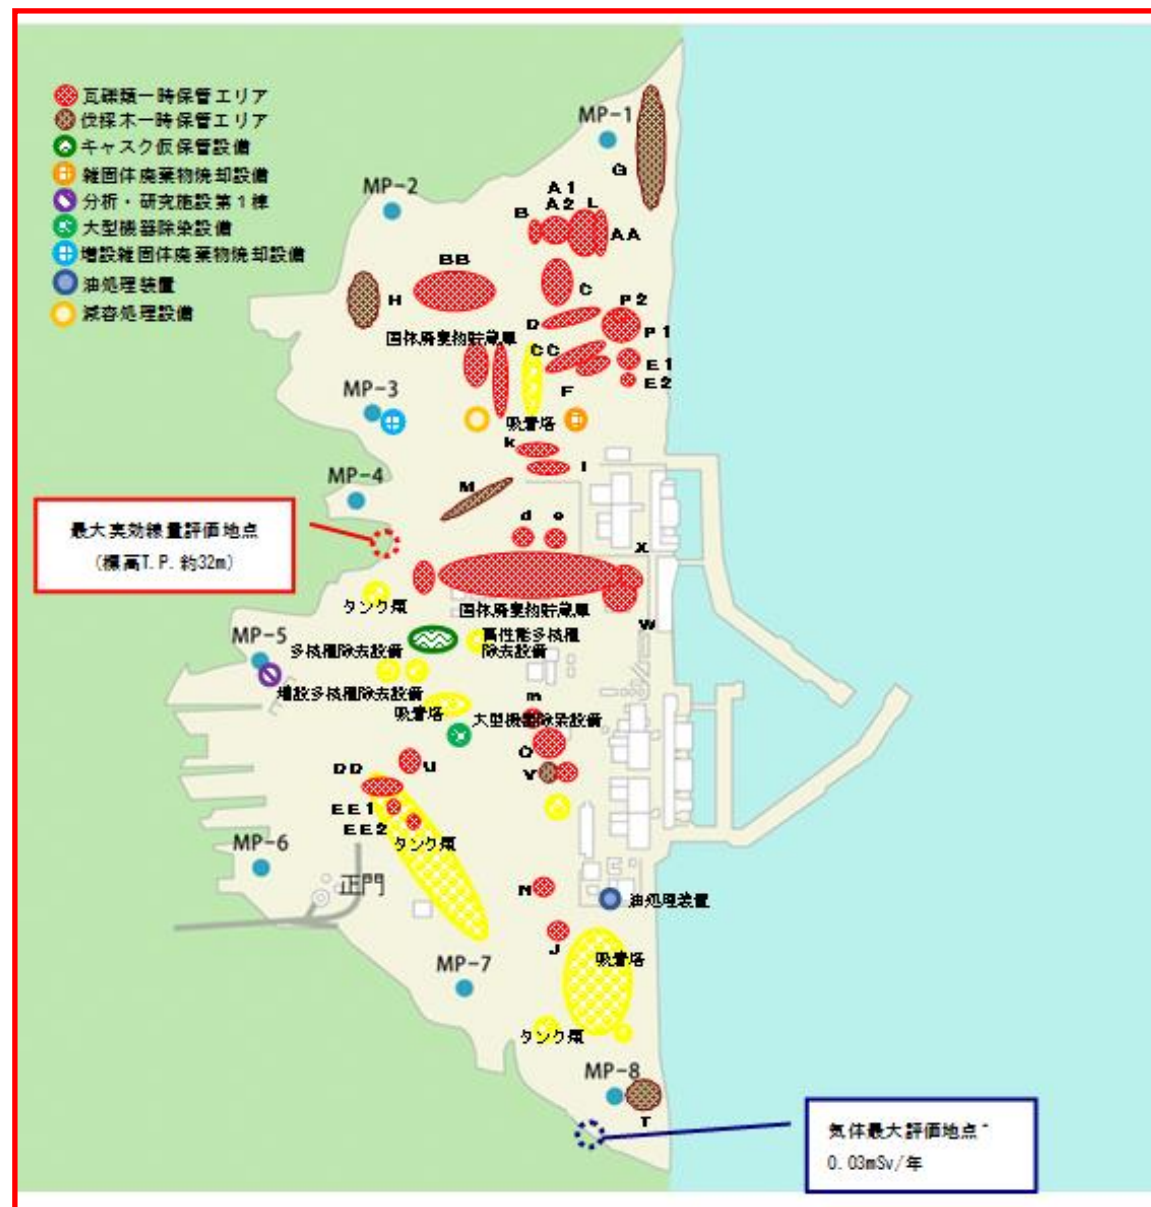 瓦礫類一時保管エリア
伐採木一時保管エリア
キャスク仮保管設備
雑固体廃棄物焼却設備
分析・研究施設第1棟
大型機器除染設備
増設雑固体廃棄物焼却設備
油処理装置
減容処理設備
MP-1
G
MP-2
A1
A2
L
B
AA
BB
H
C
P2
D
P1
固体廃棄物貯蔵庫
CC
E1
E2
F
MP-3
吸着塔
k
l
MP-4
M
d
e
最大実効線量評価地点
(標高T.P.約32m)
X
タンク類
固体廃棄物貯蔵庫
W
MP-5
多核種除去設備
高性能多核種
除去設備
増設多核種除去設備
m
吸着塔
大型機器除染設備
O
U
V
DD
EE1
EE2
タンク類
MP-6
正門
N
油処理装置
J
吸着塔
MP-7
タンク類
MP-8
T
気体最大評価地点*
0.03mSv/年